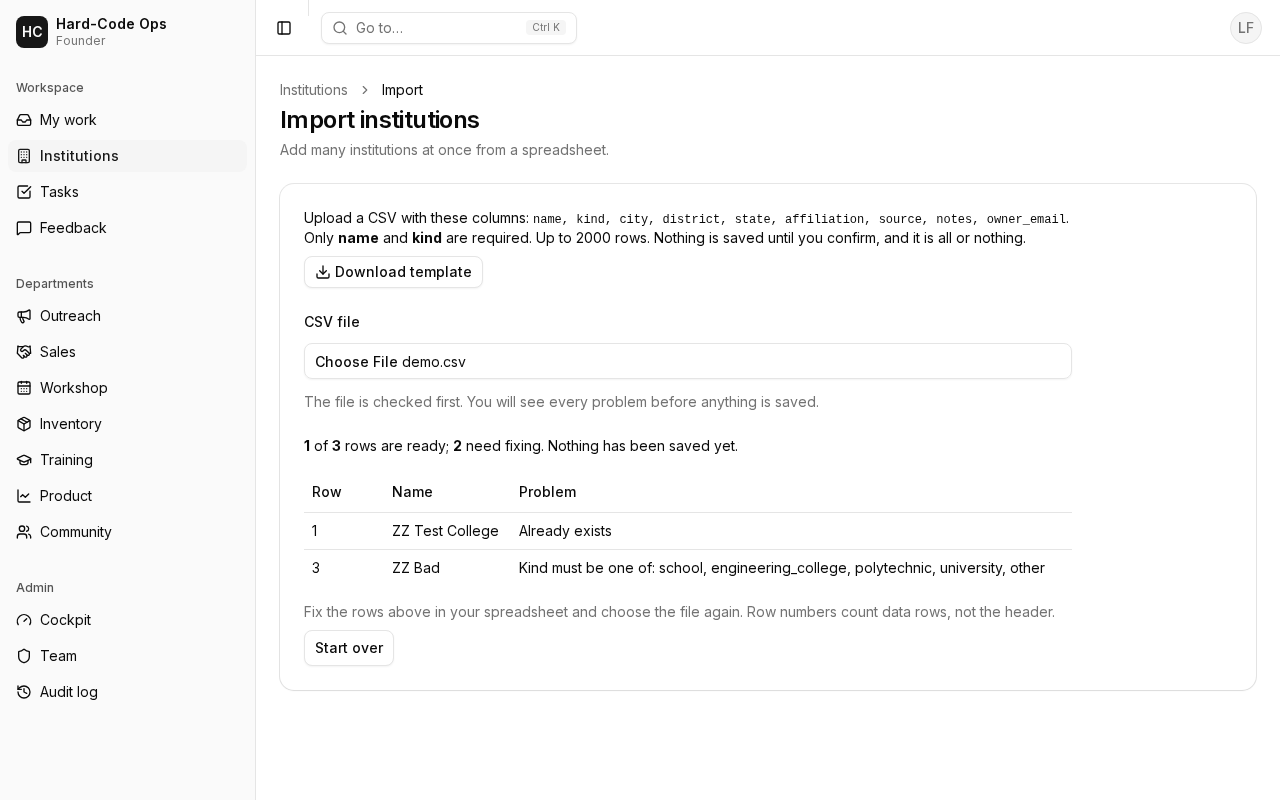 HC
Hard-Code Ops
Founder
Workspace
My work
Institutions
Tasks
Feedback
Departments
Outreach
Sales
Workshop
Inventory
Training
Product
Community
Admin
Cockpit
Team
Audit log
Go to...
Ctrl K
LF
Institutions > Import
Import institutions
Add many institutions at once from a spreadsheet.
Upload a CSV with these columns: name, kind, city, district, state, affiliation, source, notes, owner_email.
Only name and kind are required. Up to 2000 rows. Nothing is saved until you confirm, and it is all or nothing.
Download template
CSV file
Choose File demo.csv
The file is checked first. You will see every problem before anything is saved.
1 of 3 rows are ready; 2 need fixing. Nothing has been saved yet.
Row Name Problem
1 ZZ Test College Already exists
3 ZZ Bad Kind must be one of: school, engineering_college, polytechnic, university, other
Fix the rows above in your spreadsheet and choose the file again. Row numbers count data rows, not the header.
Start over